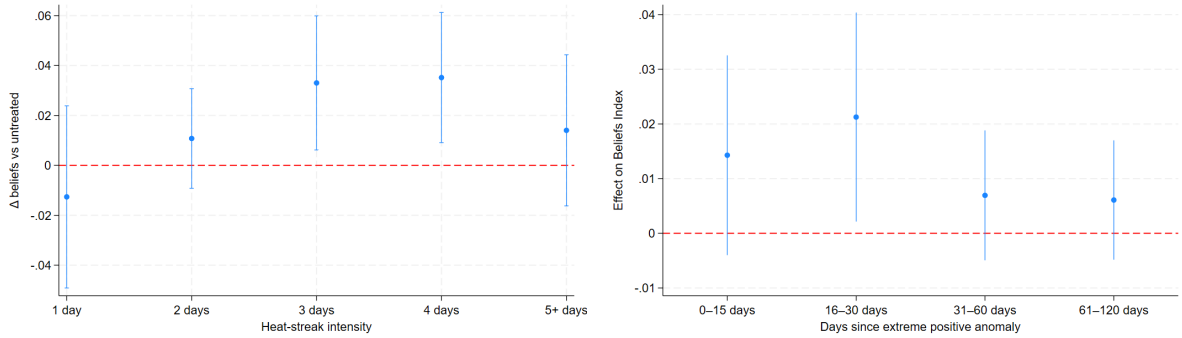 Δ beliefs vs untreated
.06
.04
.02
0
-.02
-.04
1 day 2 days 3 days 4 days 5+ days
Heat-streak intensity
Effect on Beliefs Index
.04
.03
.02
.01
0
-.01
0–15 days 16–30 days 31–60 days 61–120 days
Days since extreme positive anomaly